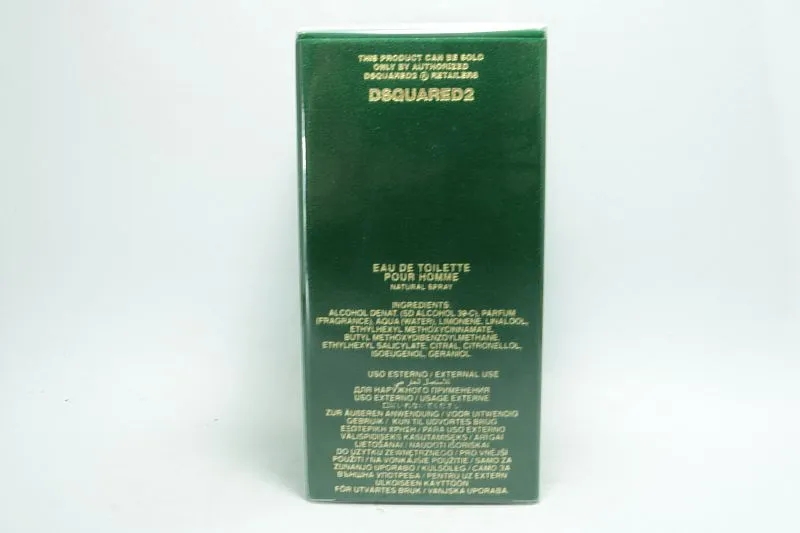 THIS PRODUCT CAN BE SOLD
ONLY BY AUTHORIZED
DSQUARED2 RETAILERS
DSQUARED2
EAU DE TOILETTE
POUR HOMME
NATURAL SPRAY
INGREDIENTS:
ALCOHOL DENAT. (SD ALCOHOL 39-C), PARFUM
(FRAGRANCE), AQUA (WATER), LIMONENE, LINALOOL,
ETHYLHEXYL METHOXYCINNAMATE,
BUTYL METHOXYDIBENZOYLMETHANE,
ETHYLHEXYL SALICYLATE, CITRAL, CITRONELLOL,
ISOEUGENOL, GERANIOL
USO ESTERNO / EXTERNAL USE
ДЛЯ НАРУЖНОГО ПРИМЕНЕНИЯ
USO EXTERNO / USAGE EXTERNE
ZUR ÄUSEREN ANWENDUNG / VOOR UITWENDIG
GEBRUIK / KUN TIL UDVORTES BRUG
ΕΞΩΤΕΡΙΚΗ ΧΡΗΣΗ / PARA USO EXTERNO
VÄLISPIDISEKS KASUTAMISEKS / ARIGAI
LIETOŠANAI / NAUDOTI IŠORIŠKAI
DO UŻYTKU ZEWNĘTRZNEGO / PRO VNĚJŠÍ
POUŽITÍ / NA VONKAJŠIE POUŽITIE / SAMO ZA
ZUNANJO UPORABO / KÜLSŐLEG / САМО ЗА
ВЪНШНА УПОТРЕБА / PENTRU UZ EXTERN
ULKOISEEN KÄYTTÖÖN
FÖR UTVÄRTES BRUK / VANJSKA UPORABA